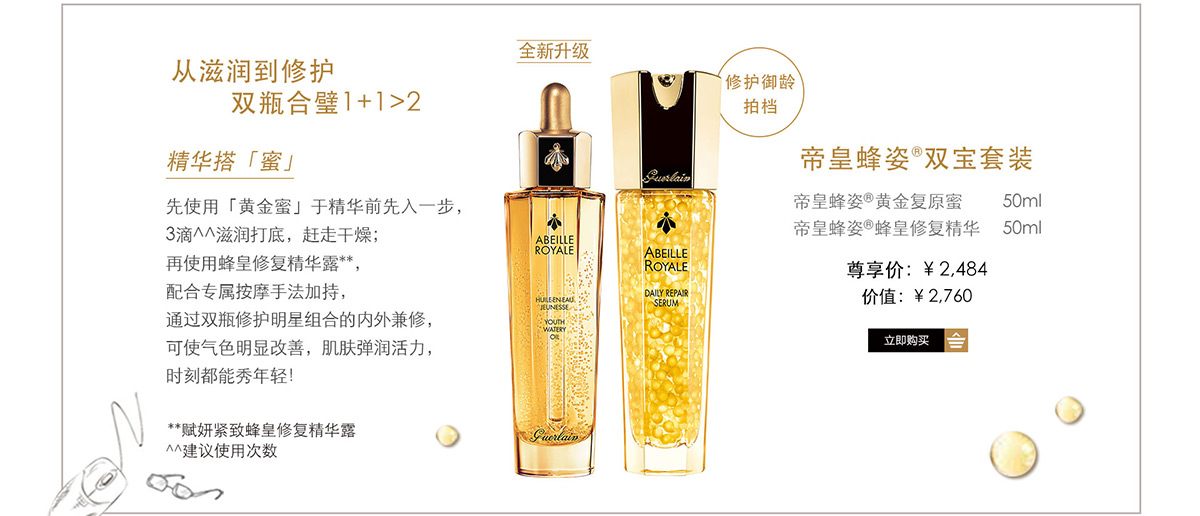 从滋润到修护
双瓶合璧1+1>2
精华搭「蜜」
先使用「黄金蜜」于精华前先入一步，
3滴^^滋润打底，赶走干燥；
再使用蜂皇修复精华露**，
配合专属按摩手法加持，
通过双瓶修护明星组合的内外兼修，
可使气色明显改善，肌肤弹润活力，
时刻都能秀年轻！
**赋妍紧致蜂皇修复精华露
^^建议使用次数
全新升级
ABEILLE
ROYALE
HUILE-EN-EAU
JEUNESSE
YOUTH
WATERY
OIL
Guerlain
Guerlain
ABEILLE
ROYALE
DAILY REPAIR
SERUM
修护御龄
拍档
帝皇蜂姿®双宝套装
帝皇蜂姿®黄金复原蜜 50ml
帝皇蜂姿®蜂皇修复精华 50ml
尊享价：￥2,484
价值：￥2,760
立即购买